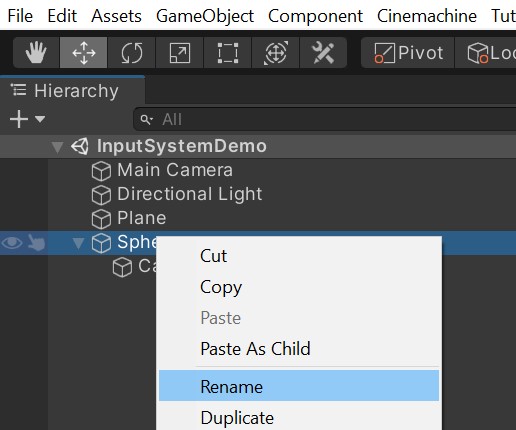 File Edit Assets GameObject Component Cinemachine Tut
Pivot Loc
Hierarchy
All
InputSystemDemo
Main Camera
Directional Light
Plane
Sphe
Ca
Cut
Copy
Paste
Paste As Child
Rename
Duplicate